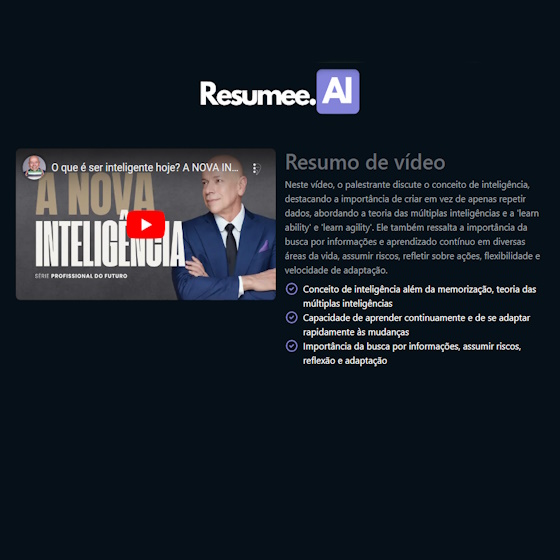 Resumee.AI
O que é ser inteligente hoje? A NOVA IN...
A NOVA
INTELIGÊNCIA
SÉRIE PROFISSIONAL DO FUTURO
Resumo de vídeo
Neste vídeo, o palestrante discute o conceito de inteligência,
destacando a importância de criar em vez de apenas repetir
dados, abordando a teoria das múltiplas inteligências e a 'learn
ability' e 'learn agility'. Ele também ressalta a importância da
busca por informações e aprendizado contínuo em diversas
áreas da vida, assumir riscos, refletir sobre ações, flexibilidade e
velocidade de adaptação.
Conceito de inteligência além da memorização, teoria das
múltiplas inteligências
Capacidade de aprender continuamente e de se adaptar
rapidamente às mudanças
Importância da busca por informações, assumir riscos,
reflexão e adaptação